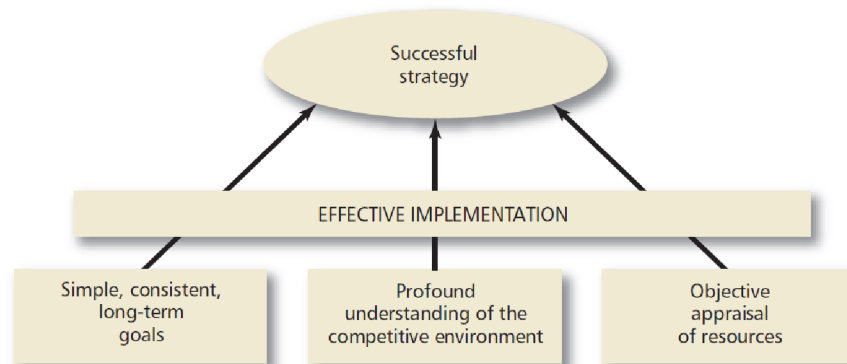 Successful
strategy
EFFECTIVE IMPLEMENTATION
Simple, consistent,
long-term
goals
Profound
understanding of the
competitive environment
Objective
appraisal
of resources